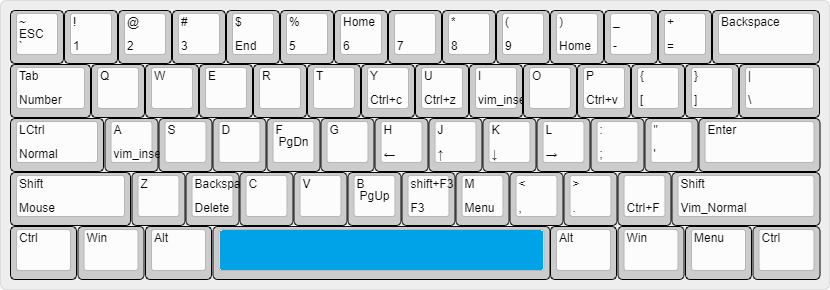 ~ ! @ # $ % Home * ( ) _ + Backspace
ESC
` 1 2 3 End 5 6 7 8 9 Home - =
Tab Q W E R T Y U I O P { } |
Number Ctrl+c Ctrl+z vim_inse Ctrl+v [ ] \
LCtrl A S D F G H J K L : " Enter
PgDn
Normal vim_inse ← ↑ ↓ → ; '
Shift Z Backspa C V B shift+F3 M < > Shift
PgUp
Mouse Delete F3 Menu , . Ctrl+F Vim_Normal
Ctrl Win Alt Alt Win Menu Ctrl